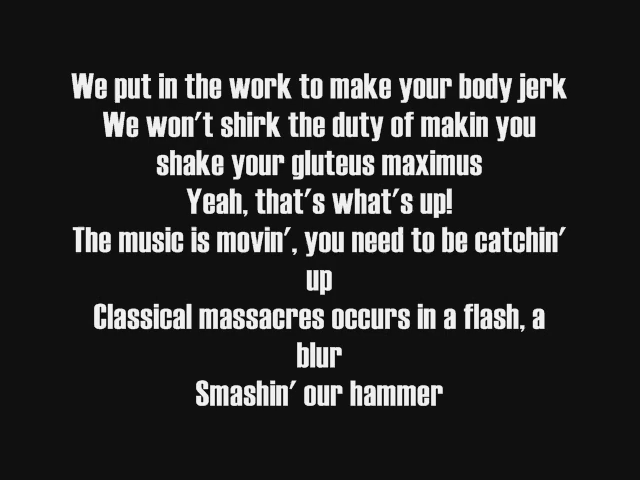 We put in the work to make your body jerk
We won't shirk the duty of makin you
shake your gluteus maximus
Yeah, that's what's up!
The music is movin', you need to be catchin'
up
Classical massacres occurs in a flash, a
blur
Smashin' our hammer